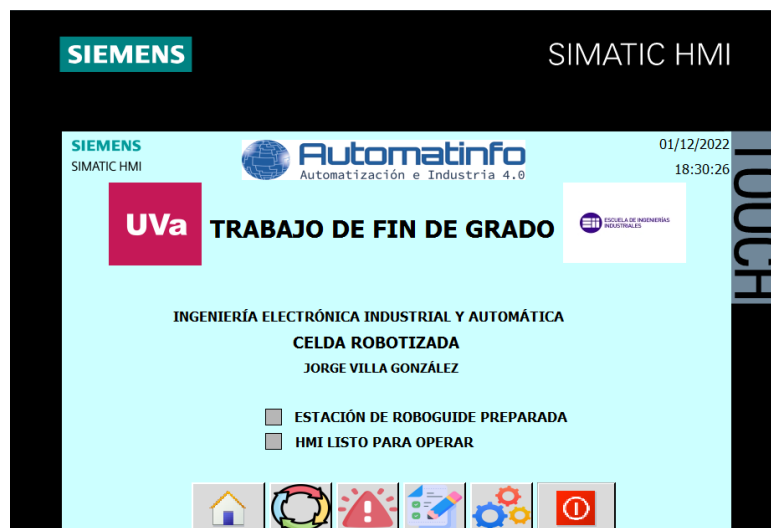 SIEMENS
SIMATIC HMI
SIEMENS
SIMATIC HMI
Automatinfo
Automatización e Industria 4.0
01/12/2022
18:30:26
TOUCH
UVa
TRABAJO DE FIN DE GRADO
ESCUELA DE INGENIERÍAS
INDUSTRIALES
INGENIERÍA ELECTRÓNICA INDUSTRIAL Y AUTOMÁTICA
CELDA ROBOTIZADA
JORGE VILLA GONZÁLEZ
ESTACIÓN DE ROBOGUIDE PREPARADA
HMI LISTO PARA OPERAR